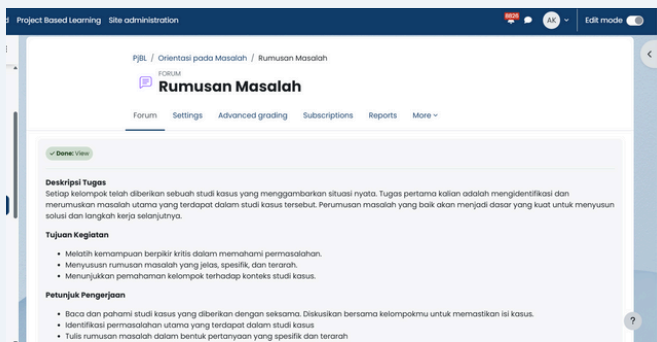 Project Based Learning Site administration
AK
Edit mode
PjBL / Orientasi pada Masalah / Rumusan Masalah
FORUM
Rumusan Masalah
Forum Settings Advanced grading Subscriptions Reports More
Done: View
Deskripsi Tugas
Setiap kelompok telah diberikan sebuah studi kasus yang menggambarkan situasi nyata. Tugas pertama kalian adalah mengidentifikasi dan
merumuskan masalah utama yang terdapat dalam studi kasus tersebut. Perumusan masalah yang baik akan menjadi dasar yang kuat untuk menyusun
solusi dan langkah kerja selanjutnya.
Tujuan Kegiatan
• Melatih kemampuan berpikir kritis dalam memahami permasalahan.
• Menyusun rumusan masalah yang jelas, spesifik, dan terarah.
• Menunjukkan pemahaman kelompok terhadap konteks studi kasus.
Petunjuk Pengerjaan
• Baca dan pahami studi kasus yang diberikan dengan seksama. Diskusikan bersama kelompokmu untuk memastikan isi kasus.
• Identifikasi permasalahan utama yang terdapat dalam studi kasus
• Tulis rumusan masalah dalam bentuk pertanyaan yang spesifik dan terarah
?